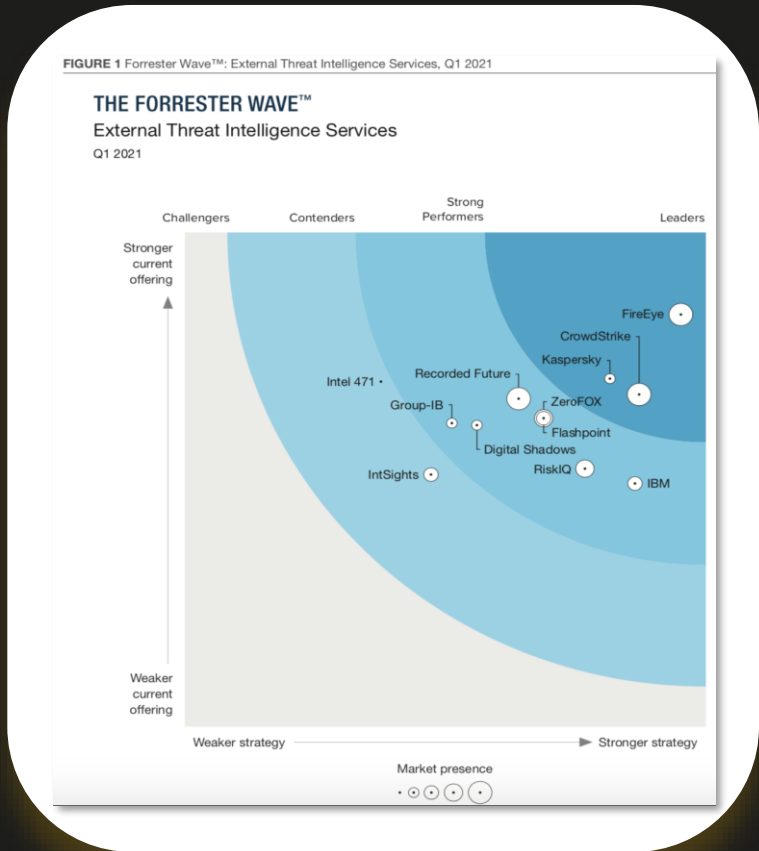 FIGURE 1 Forrester Wave™: External Threat Intelligence Services, Q1 2021
THE FORRESTER WAVE™
External Threat Intelligence Services
Q1 2021
Challengers
Contenders
Strong
Performers
Leaders
Stronger
current
offering
FireEye
CrowdStrike
Kaspersky
Recorded Future
Intel 471
ZeroFOX
Group-IB
Flashpoint
Digital Shadows
RiskIQ
IntSights
IBM
Weaker
current
offering
Weaker strategy
Stronger strategy
Market presence